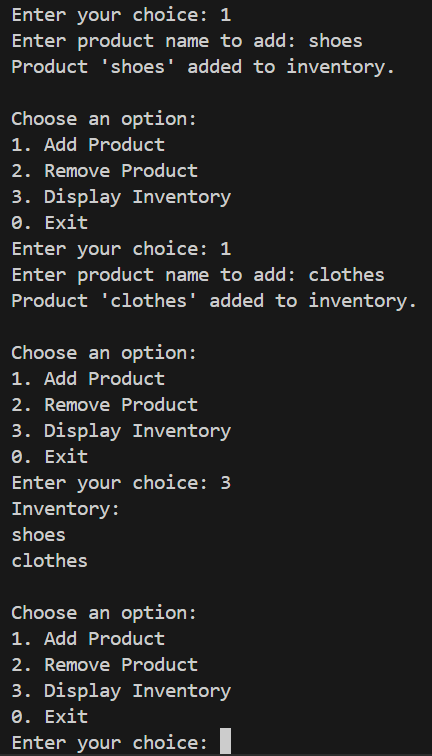 Enter your choice: 1
Enter product name to add: shoes
Product 'shoes' added to inventory.

Choose an option:
1. Add Product
2. Remove Product
3. Display Inventory
0. Exit
Enter your choice: 1
Enter product name to add: clothes
Product 'clothes' added to inventory.

Choose an option:
1. Add Product
2. Remove Product
3. Display Inventory
0. Exit
Enter your choice: 3
Inventory:
shoes
clothes

Choose an option:
1. Add Product
2. Remove Product
3. Display Inventory
0. Exit
Enter your choice: